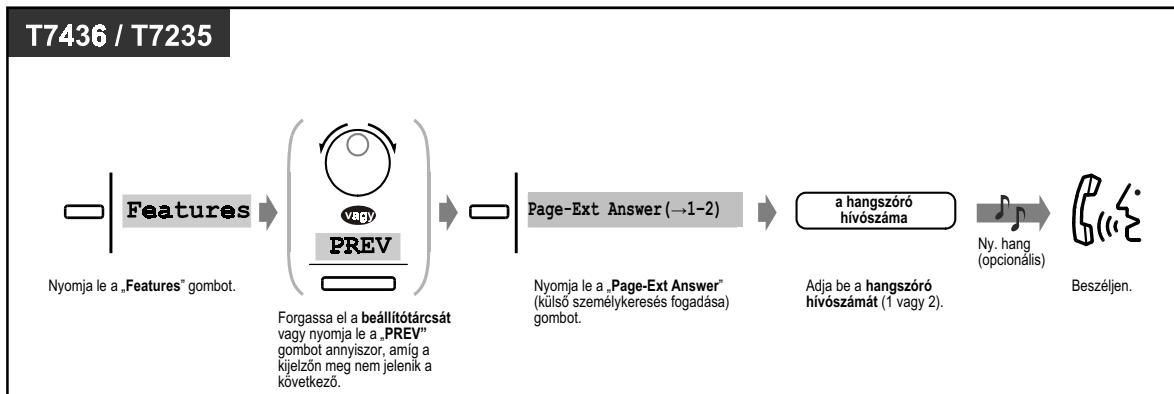 T7436 / T7235
Features
vagy
PREV
Page-Ext Answer(→1–2)
a hangszóró
hívószáma
Nyomja le a „Features” gombot.
Forgassa el a beállítótárcsát
vagy nyomja le a „PREV”
gombot annyiszor, amíg a
kijelzőn meg nem jelenik a
következő.
Nyomja le a „Page-Ext Answer”
(külső személykeresés fogadása)
gombot.
Adja be a hangszóró
hívószámát (1 vagy 2).
Ny. hang
(opcionális)
Beszéljen.